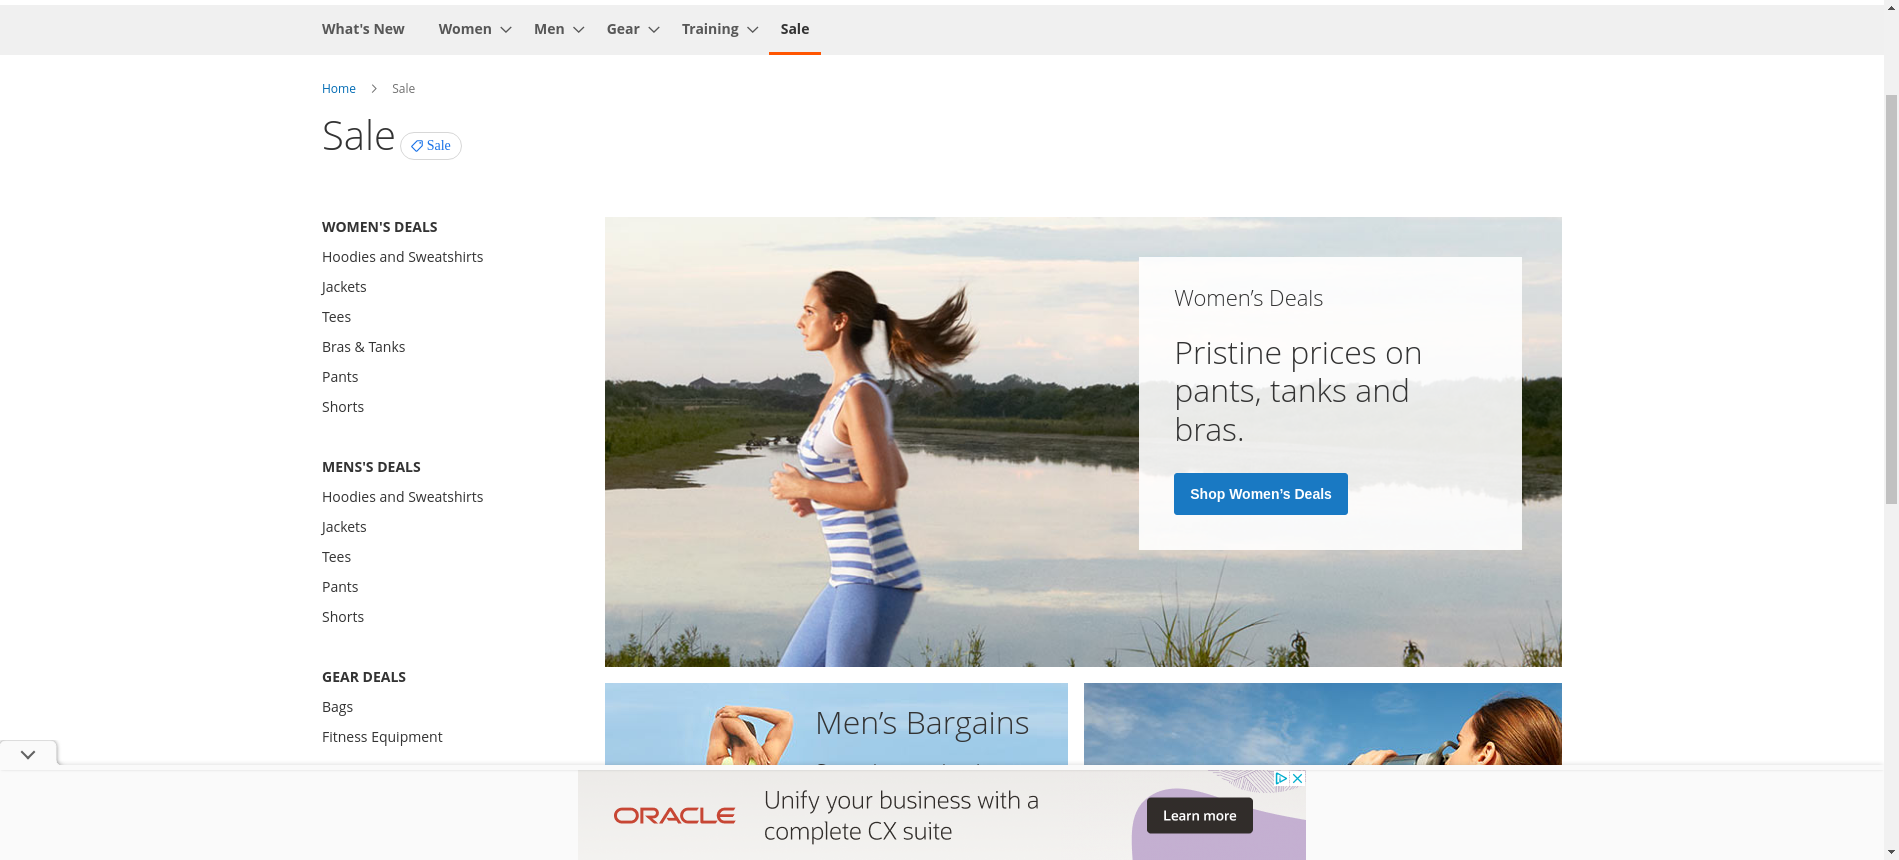 What's New Women Men Gear Training Sale
Home Sale
Sale Sale
WOMEN'S DEALS
Hoodies and Sweatshirts
Jackets
Tees
Bras & Tanks
Pants
Shorts
MENS'S DEALS
Hoodies and Sweatshirts
Jackets
Tees
Pants
Shorts
GEAR DEALS
Bags
Fitness Equipment
Women's Deals
Pristine prices on
pants, tanks and
bras.
Shop Women's Deals
Men's Bargains
ORACLE
Unify your business with a
complete CX suite
Learn more